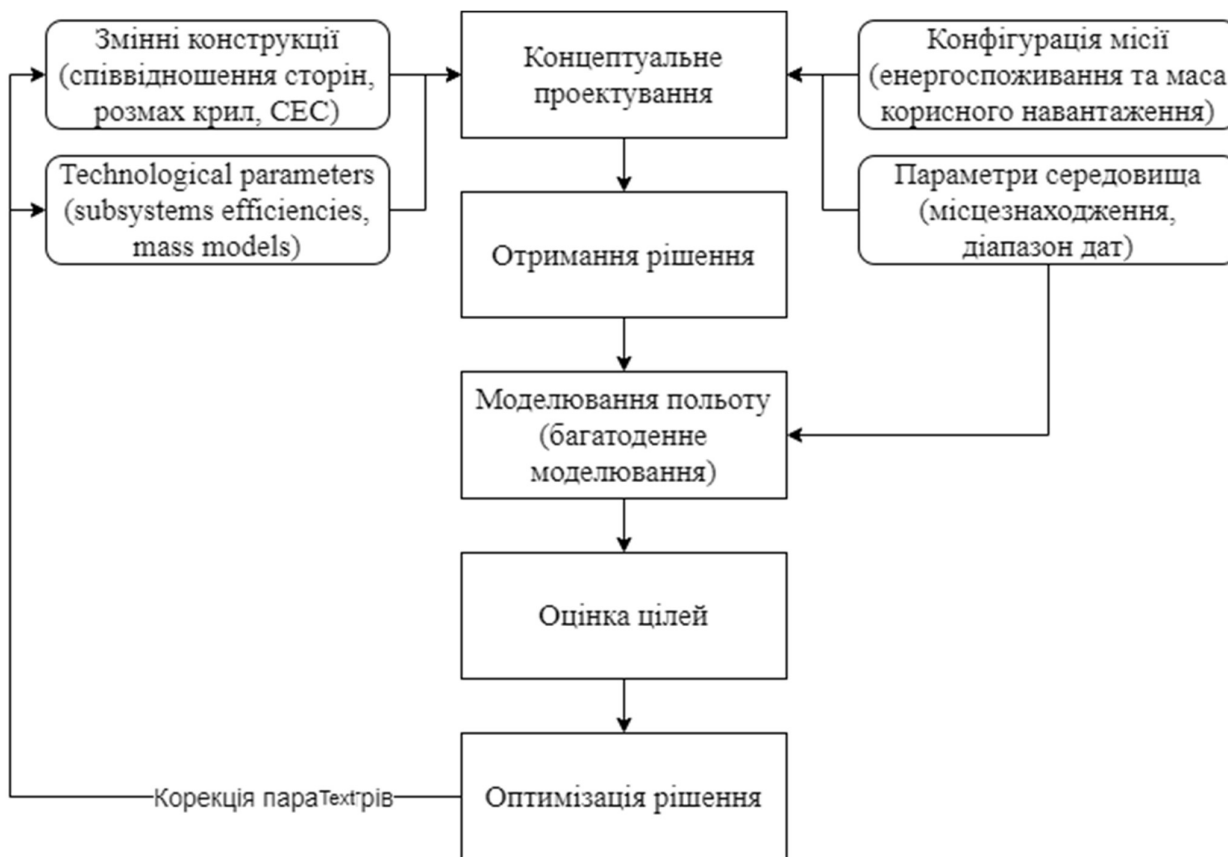 Змінні конструкції
(співвідношення сторін,
розмах крил, СЕС)
Концептуальне
проектування
Конфігурація місії
(енергоспоживання та маса
корисного навантаження)
Technological parameters
(subsystems efficiencies,
mass models)
Отримання рішення
Параметри середовища
(місцезнаходження,
діапазон дат)
Моделювання польоту
(багатоденне
моделювання)
Оцінка цілей
Корекція параTextтрів
Оптимізація рішення